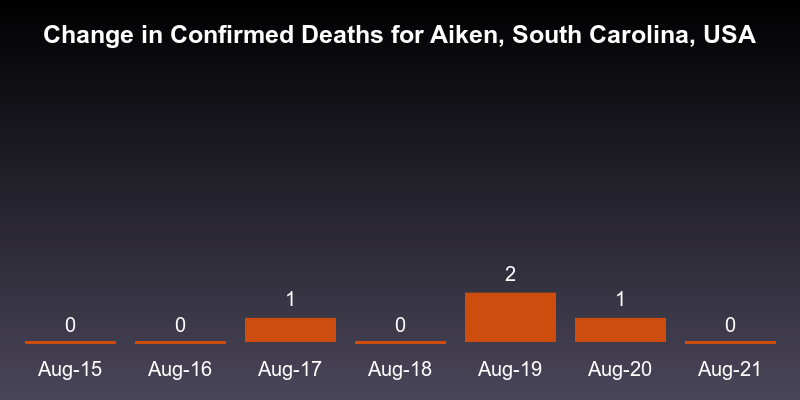 Change in Confirmed Deaths for Aiken, South Carolina, USA
2
1 1
0 0 0 0
Aug-15 Aug-16 Aug-17 Aug-18 Aug-19 Aug-20 Aug-21